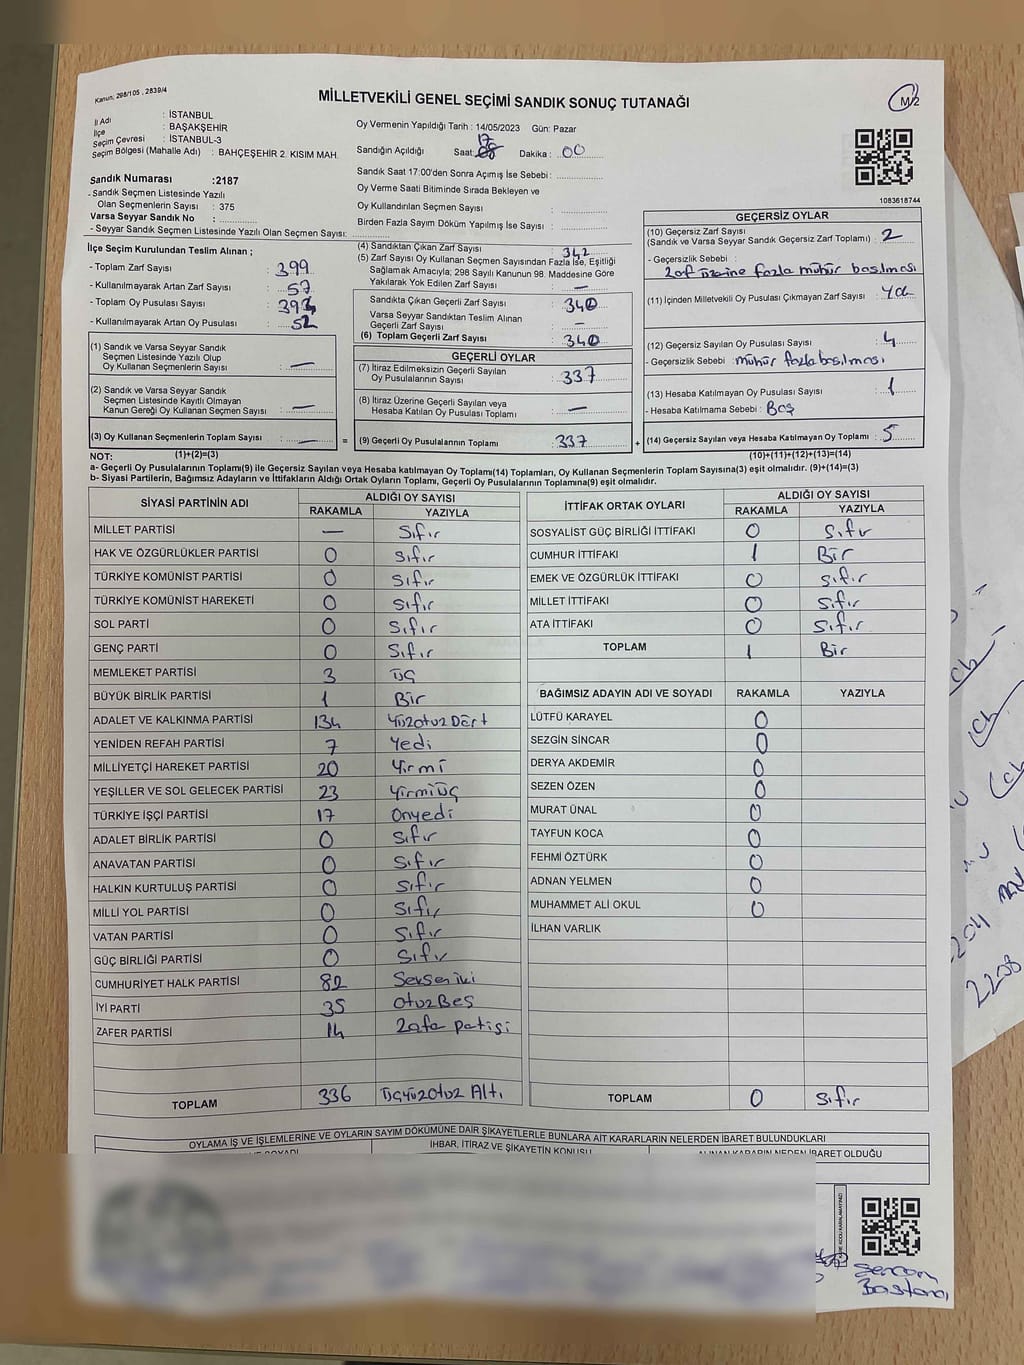 Kanun: 298/105 , 2839/4
MİLLETVEKİLİ GENEL SEÇİMİ SANDIK SONUÇ TUTANAĞI
M/2
İl Adı : İSTANBUL
İlçe : BAŞAKŞEHİR
Seçim Çevresi : İSTANBUL-3
Seçim Bölgesi (Mahalle Adı) : BAHÇEŞEHİR 2. KISIM MAH.
Sandık Numarası :2187
- Sandık Seçmen Listesinde Yazılı
Olan Seçmenlerin Sayısı : 375
Varsa Seyyar Sandık No :
- Seyyar Sandık Seçmen Listesinde Yazılı Olan Seçmen Sayısı:
Oy Vermenin Yapıldığı Tarih : 14/05/2023 Gün: Pazar
Sandığın Açıldığı Saat: 17 Dakika : 00
Sandık Saat 17:00'den Sonra Açımış İse Sebebi :
Oy Verme Saati Bitiminde Sırada Bekleyen ve
Oy Kullandırılan Seçmen Sayısı :
Birden Fazla Sayım Döküm Yapılmış İse Sayısı :
1083618744
İlçe Seçim Kurulundan Teslim Alınan ;
- Toplam Zarf Sayısı : 399
- Kullanılmayarak Artan Zarf Sayısı : 57
- Toplam Oy Pusulası Sayısı :
- Kullanılmayarak Artan Oy Pusulası : 52
(1) Sandık ve Varsa Seyyar Sandık
Seçmen Listesinde Yazılı Olup
Oy Kullanan Seçmenlerin Sayısı : —
(2) Sandık ve Varsa Seyyar Sandık
Seçmen Listesinde Kayıtlı Olmayan
Kanun Gereği Oy Kullanan Seçmen Sayısı : —
(3) Oy Kullanan Seçmenlerin Toplam Sayısı : —
(1)+(2)=(3)
(4) Sandıktan Çıkan Zarf Sayısı : 342
(5) Zarf Sayısı Oy Kullanan Seçmen Sayısından Fazla İse, Eşitliği
Sağlamak Amacıyla; 298 Sayılı Kanunun 98. Maddesine Göre
Yakılarak Yok Edilen Zarf Sayısı : —
Sandıkta Çıkan Geçerli Zarf Sayısı : 340
Varsa Seyyar Sandıktan Teslim Alınan
Geçerli Zarf Sayısı : —
(6) Toplam Geçerli Zarf Sayısı : 340
GEÇERLİ OYLAR
(7) İtiraz Edilmeksizin Geçerli Sayılan
Oy Pusulalarının Sayısı : 337
(8) İtiraz Üzerine Geçerli Sayılan veya
Hesaba Katılan Oy Pusulası Toplamı : —
= (9) Geçerli Oy Pusulalarının Toplamı : 337
GEÇERSİZ OYLAR
(10) Geçersiz Zarf Sayısı
(Sandık ve Varsa Seyyar Sandık Geçersiz Zarf Toplamı) : 2
- Geçersizlik Sebebi :
Zarf üzerine fazla mühür basılması
(11) İçinden Milletvekili Oy Pusulası Çıkmayan Zarf Sayısı : Yok
(12) Geçersiz Sayılan Oy Pusulası Sayısı : 4
- Geçersizlik Sebebi : mühür fazla basılması
(13) Hesaba Katılmayan Oy Pusulası Sayısı : 1
- Hesaba Katılmama Sebebi : Boş
+ (14) Geçersiz Sayılan veya Hesaba Katılmayan Oy Toplamı : 5
(10)+(11)+(12)+(13)=(14)
NOT:
a- Geçerli Oy Pusulalarının Toplamı(9) ile Geçersiz Sayılan veya Hesaba katılmayan Oy Toplamı(14) Toplamları, Oy Kullanan Seçmenlerin Toplam Sayısına(3) eşit olmalıdır. (9)+(14)=(3)
b- Siyasi Partilerin, Bağımsız Adayların ve İttifakların Aldığı Ortak Oyların Toplamı, Geçerli Oy Pusulalarının Toplamına(9) eşit olmalıdır.
SİYASİ PARTİNİN ADI ALDIĞI OY SAYISI
RAKAMLA YAZIYLA
MİLLET PARTİSİ — Sıfır
HAK VE ÖZGÜRLÜKLER PARTİSİ 0 Sıfır
TÜRKİYE KOMÜNİST PARTİSİ 0 Sıfır
TÜRKİYE KOMÜNİST HAREKETİ 0 Sıfır
SOL PARTİ 0 Sıfır
GENÇ PARTİ 0 Sıfır
MEMLEKET PARTİSİ 3 üç
BÜYÜK BİRLİK PARTİSİ 1 Bir
ADALET VE KALKINMA PARTİSİ 134 YüzotuzDört
YENİDEN REFAH PARTİSİ 7 Yedi
MİLLİYETÇİ HAREKET PARTİSİ 20 Yirmi
YEŞİLLER VE SOL GELECEK PARTİSİ 23 Yirmiüç
TÜRKİYE İŞÇİ PARTİSİ 17 Onyedi
ADALET BİRLİK PARTİSİ 0 Sıfır
ANAVATAN PARTİSİ 0 Sıfır
HALKIN KURTULUŞ PARTİSİ 0 Sıfır
MİLLİ YOL PARTİSİ 0 Sıfır
VATAN PARTİSİ 0 Sıfır
GÜÇ BİRLİĞİ PARTİSİ 0 Sıfır
CUMHURİYET HALK PARTİSİ 82 Seksen iki
İYİ PARTİ 35 otuzBeş
ZAFER PARTİSİ 14 Zafer partisi
TOPLAM 336 üçyüzotuz Altı
İTTİFAK ORTAK OYLARI ALDIĞI OY SAYISI
RAKAMLA YAZIYLA
SOSYALİST GÜÇ BİRLİĞİ İTTİFAKI 0 Sıfır
CUMHUR İTTİFAKI 1 Bir
EMEK VE ÖZGÜRLÜK İTTİFAKI 0 Sıfır
MİLLET İTTİFAKI 0 Sıfır
ATA İTTİFAKI 0 Sıfır
TOPLAM 1 Bir
BAĞIMSIZ ADAYIN ADI VE SOYADI RAKAMLA YAZIYLA
LÜTFÜ KARAYEL 0
SEZGİN SİNCAR 0
DERYA AKDEMİR 0
SEZEN ÖZEN 0
MURAT ÜNAL 0
TAYFUN KOCA 0
FEHMİ ÖZTÜRK 0
ADNAN YELMEN 0
MUHAMMET ALİ OKUL 0
İLHAN VARLIK
TOPLAM 0 Sıfır
OYLAMA İŞ VE İŞLEMLERİNE VE OYLARIN SAYIM DÖKÜMÜNE DAİR ŞİKAYETLERLE BUNLARA AİT KARARLARIN NELERDEN İBARET BULUNDUKLARI
İHBAR, İTİRAZ VE ŞİKAYETİN KONUSU
ALINAN KARARIN NEDEN İBARET OLDUĞU
2204
2208